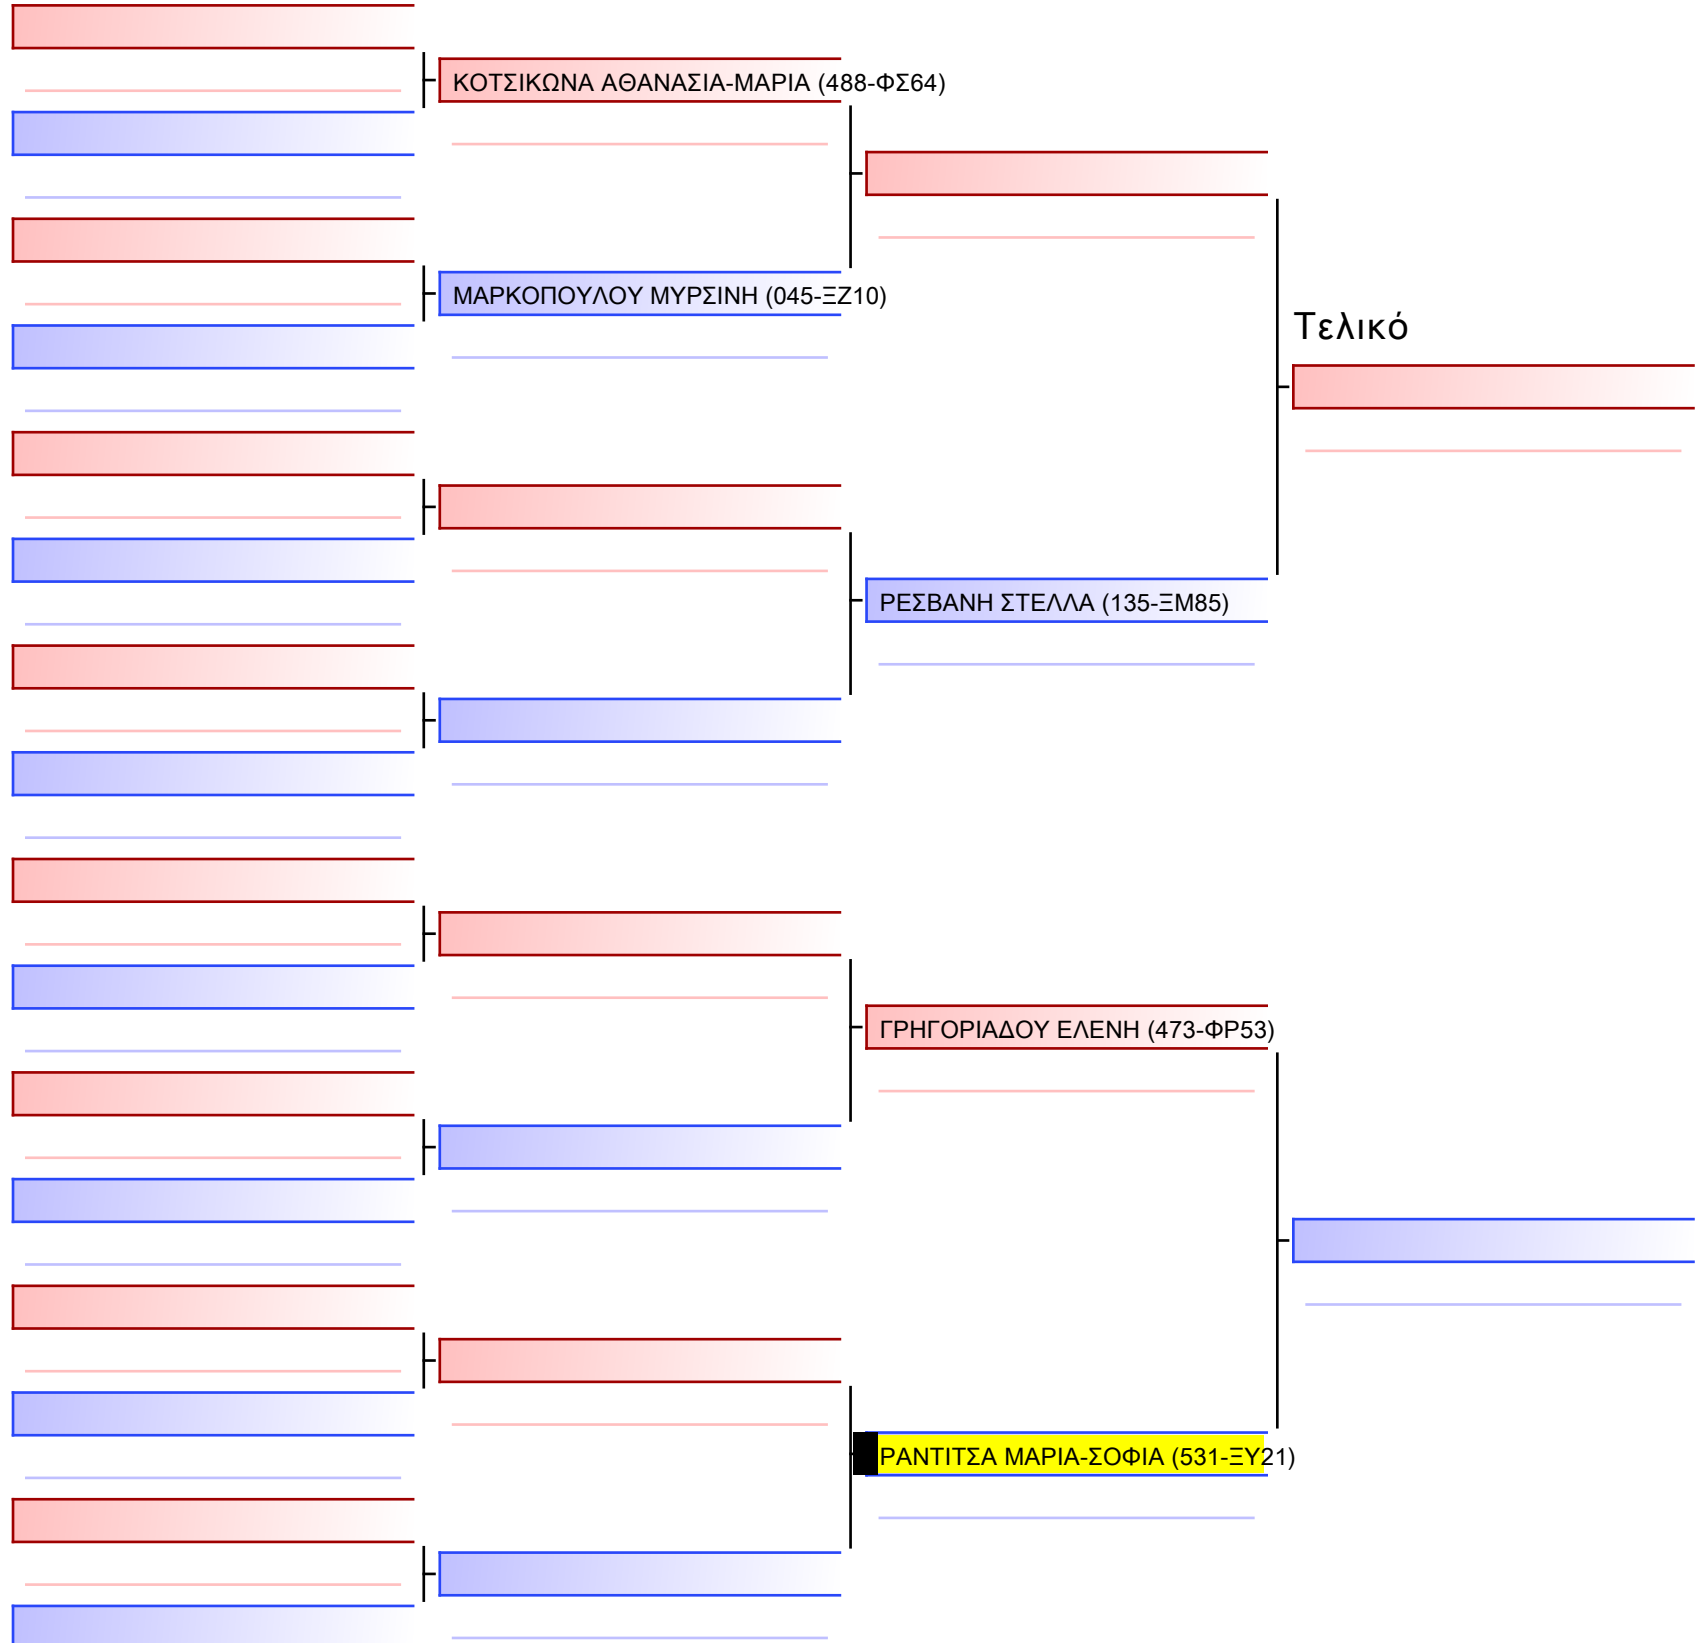 ΚΟΤΣΙΚΩΝΑ ΑΘΑΝΑΣΙΑ-ΜΑΡΙΑ (488-ΦΣ64)
ΜΑΡΚΟΠΟΥΛΟΥ ΜΥΡΣΙΝΗ (045-ΞΖ10)
Τελικό
ΡΕΣΒΑΝΗ ΣΤΕΛΛΑ (135-ΞΜ85)
ΓΡΗΓΟΡΙΑΔΟΥ ΕΛΕΝΗ (473-ΦΡ53)
ΡΑΝΤΙΤΣΑ ΜΑΡΙΑ-ΣΟΦΙΑ (531-ΞΥ21)